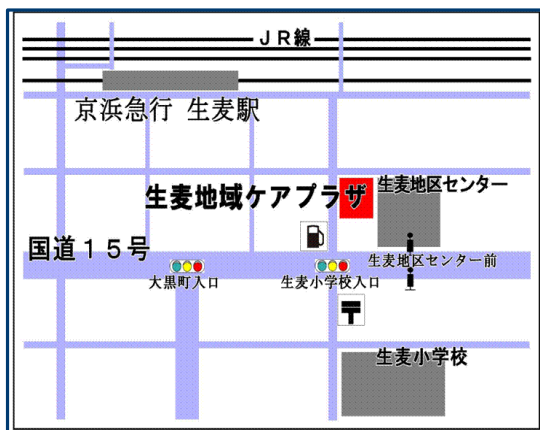 ＪＲ線
京浜急行 生麦駅
生麦地域ケアプラザ
生麦地区センター
国道１５号
生麦地区センター前
大黒町入口
生麦小学校入口
〒
生麦小学校